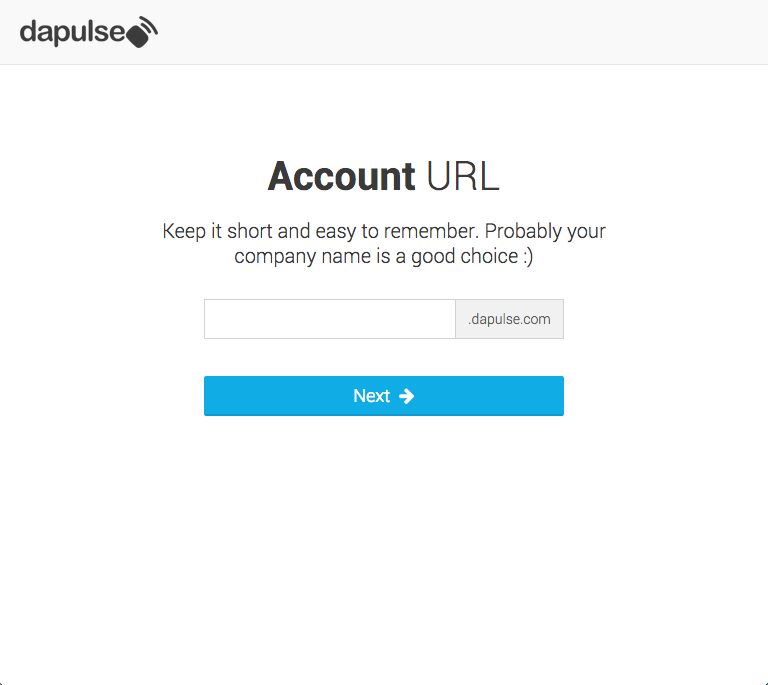 dapulse
Account URL
Keep it short and easy to remember. Probably your
company name is a good choice :)
.dapulse.com
Next